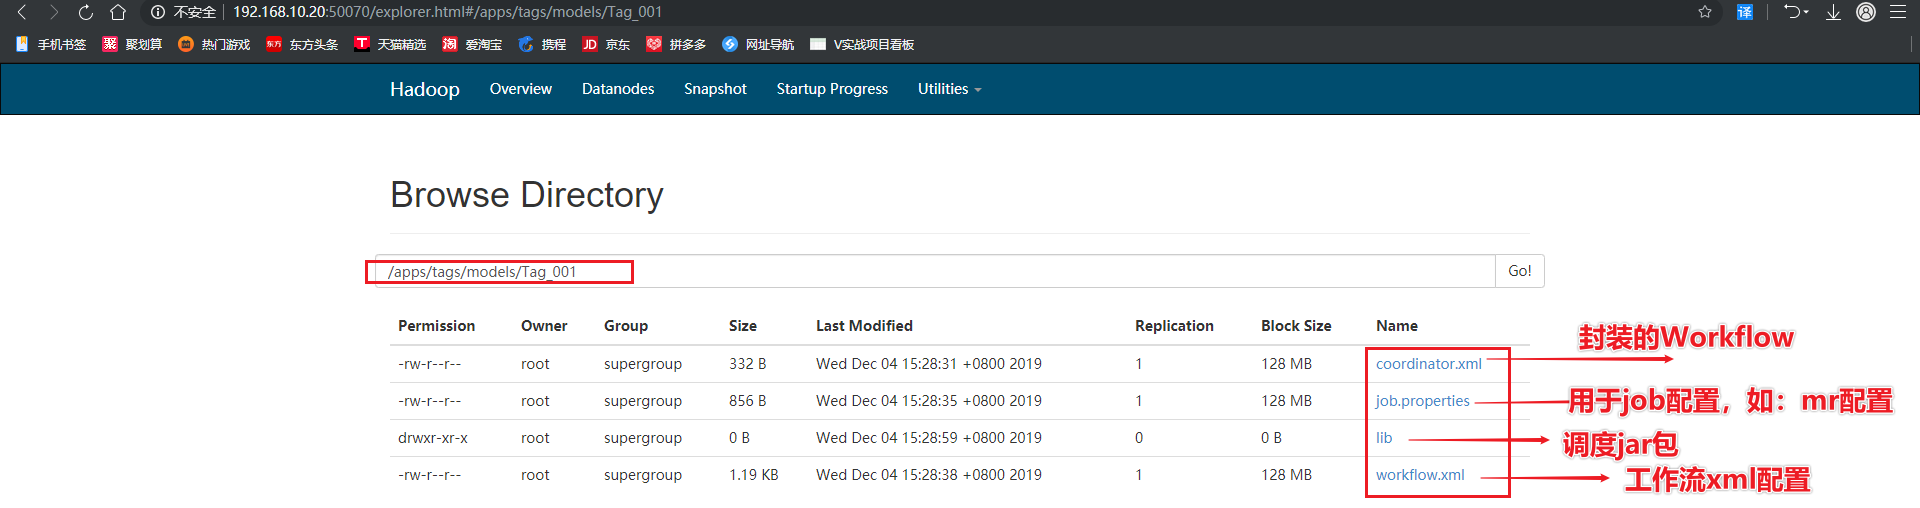 不安全 192.168.10.20:50070/explorer.html#/apps/tags/models/Tag_001 译
手机书签 聚 聚划算 热门游戏 东方 东方头条 T 天猫精选 淘 爱淘宝 携程 JD 京东 拼多多 网址导航 V实战项目看板
Hadoop Overview Datanodes Snapshot Startup Progress Utilities
Browse Directory
/apps/tags/models/Tag_001 Go!
Permission Owner Group Size Last Modified Replication Block Size Name
封装的Workflow
-rw-r--r-- root supergroup 332 B Wed Dec 04 15:28:31 +0800 2019 1 128 MB coordinator.xml
-rw-r--r-- root supergroup 856 B Wed Dec 04 15:28:35 +0800 2019 1 128 MB job.properties 用于job配置，如：mr配置
drwxr-xr-x root supergroup 0 B Wed Dec 04 15:28:59 +0800 2019 0 0 B lib 调度jar包
-rw-r--r-- root supergroup 1.19 KB Wed Dec 04 15:28:38 +0800 2019 1 128 MB workflow.xml 工作流xml配置